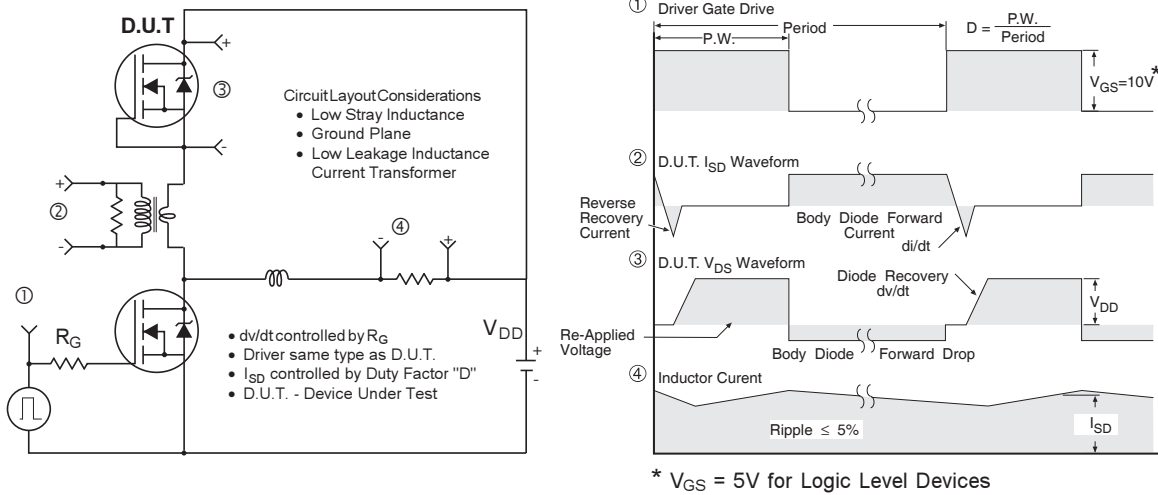 D.U.T
+
③
-
Circuit Layout Considerations
• Low Stray Inductance
• Ground Plane
• Low Leakage Inductance
Current Transformer
+
②
-
④
-
+
①
R_G
V_DD
+
-
• dv/dt controlled by R_G
• Driver same type as D.U.T.
• I_SD controlled by Duty Factor "D"
• D.U.T. - Device Under Test
① Driver Gate Drive
Period
P.W.
D = P.W. / Period
V_GS=10V*
② D.U.T. I_SD Waveform
Reverse
Recovery
Current
Body Diode Forward
Current
di/dt
③ D.U.T. V_DS Waveform
Diode Recovery
dv/dt
V_DD
Re-Applied
Voltage
Body Diode Forward Drop
④ Inductor Curent
Ripple ≤ 5%
I_SD
* V_GS = 5V for Logic Level Devices